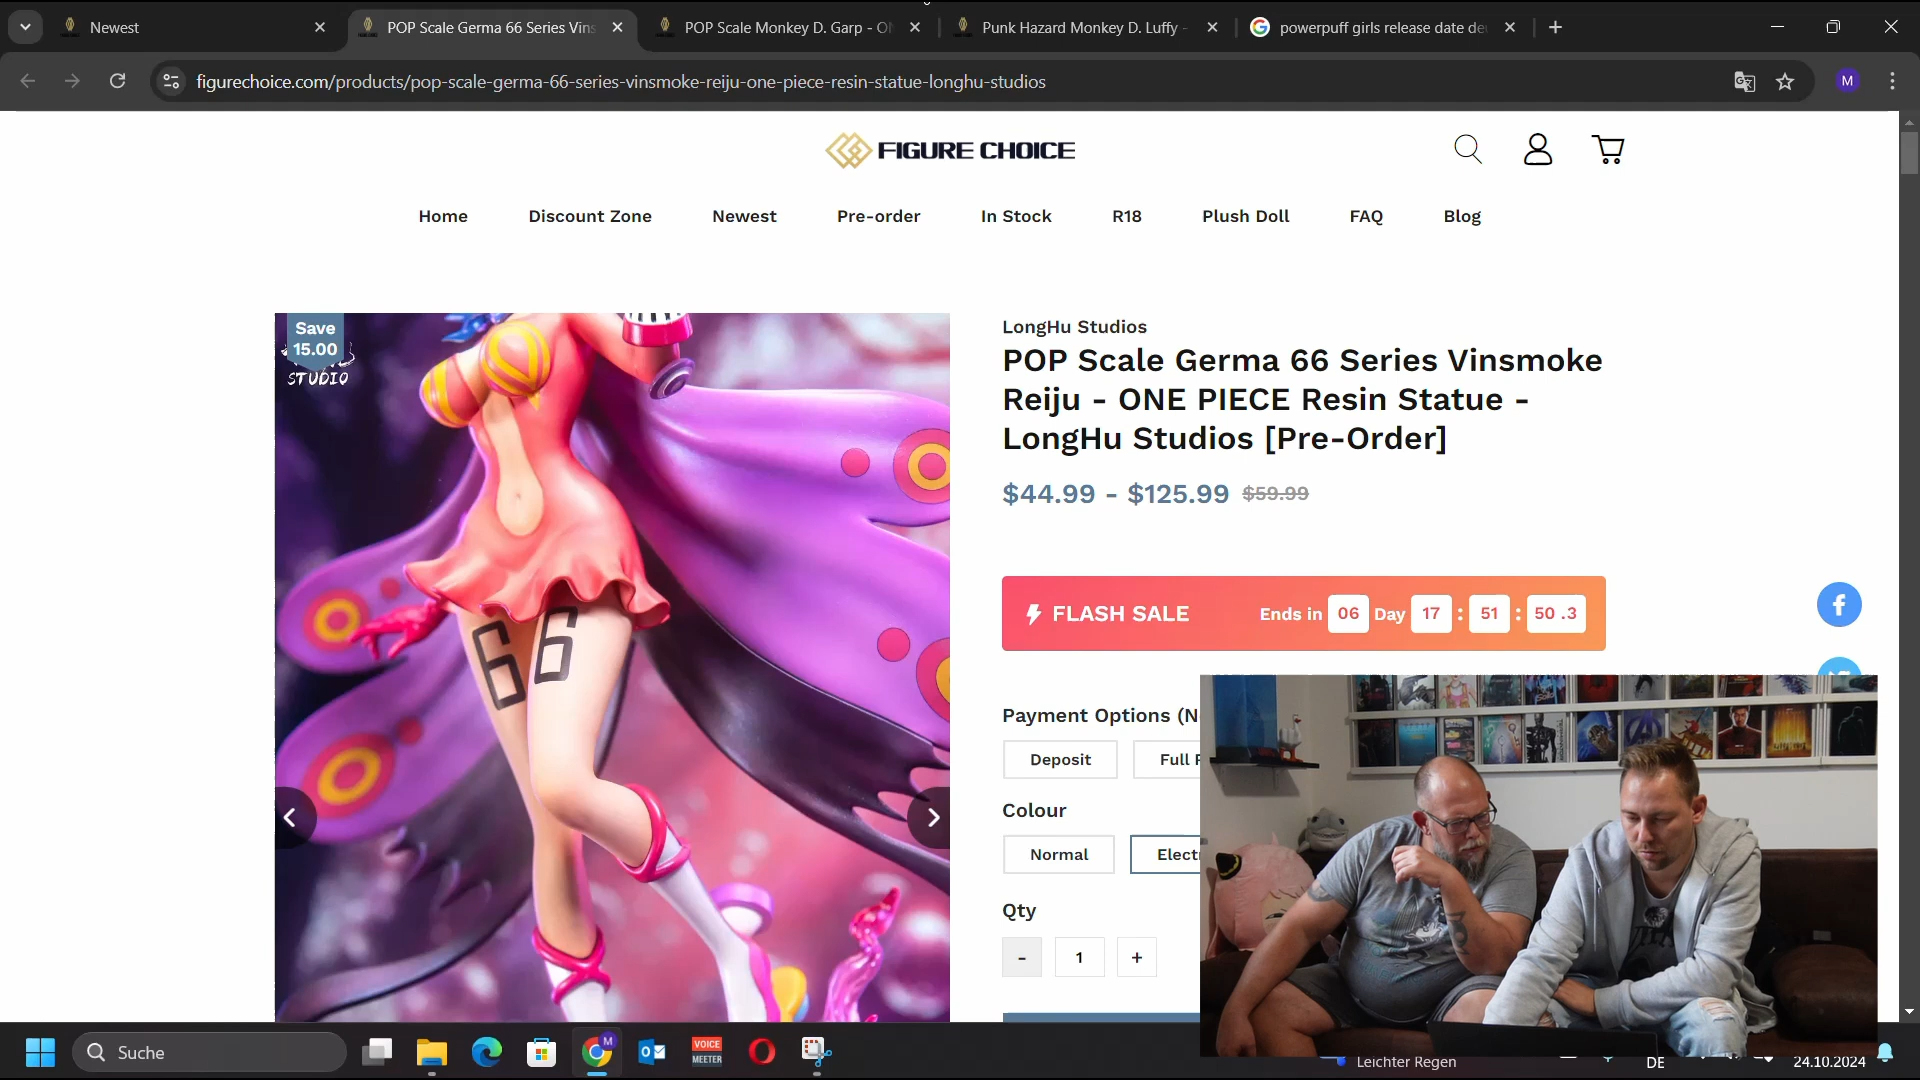 Newest
POP Scale Germa 66 Series Vins
POP Scale Monkey D. Garp - O
Punk Hazard Monkey D. Luffy -
powerpuff girls release date de
figurechoice.com/products/pop-scale-germa-66-series-vinsmoke-reiju-one-piece-resin-statue-longhu-studios
M
FIGURE CHOICE
Home
Discount Zone
Newest
Pre-order
In Stock
R18
Plush Doll
FAQ
Blog
Save
15.00
STUDIO
66
LongHu Studios
POP Scale Germa 66 Series Vinsmoke
Reiju - ONE PIECE Resin Statue -
LongHu Studios [Pre-Order]
$44.99 - $125.99 $59.99
FLASH SALE
Ends in 06 Day 17 : 51 : 50 .3
Payment Options (N
Deposit
Full P
Colour
Normal
Electr
Qty
- 1 +
Suche
M
VOICE
MEETER
Leichter Regen
DE
24.10.2024